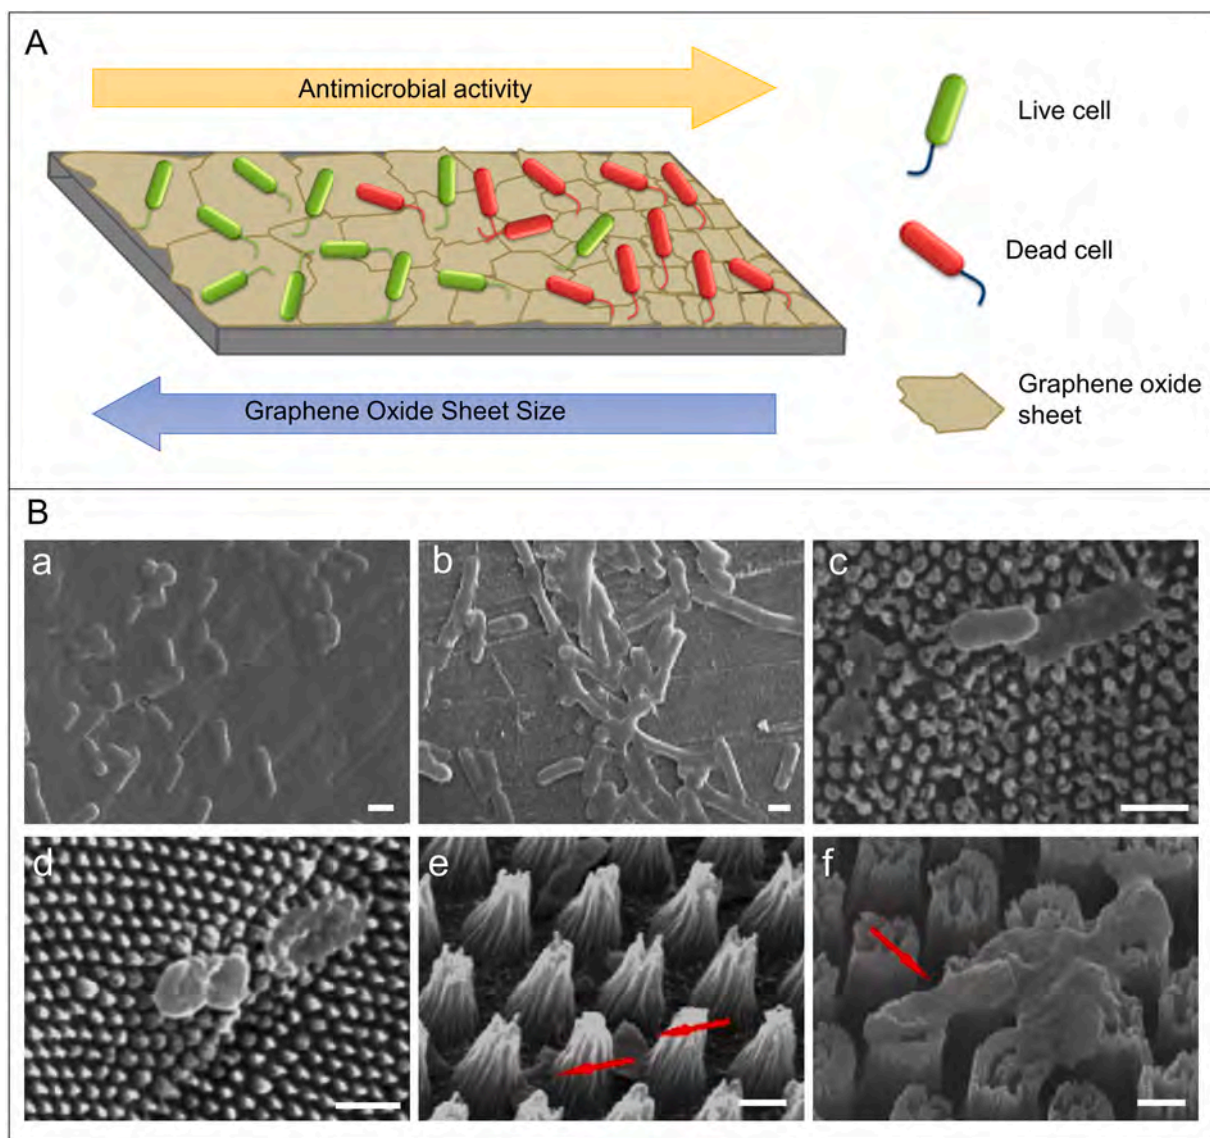 A
Antimicrobial activity
Live cell
Dead cell
Graphene Oxide Sheet Size
Graphene oxide
sheet
B
a
b
c
d
e
f